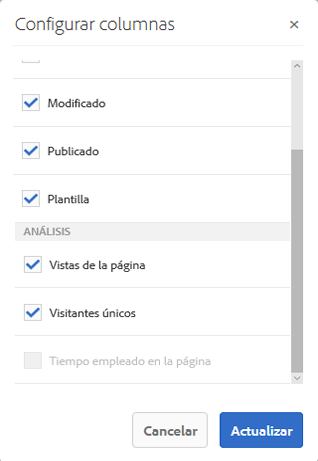 Configurar columnas
Modificado
Publicado
Plantilla
ANÁLISIS
Vistas de la página
Visitantes únicos
Tiempo empleado en la página
Cancelar Actualizar